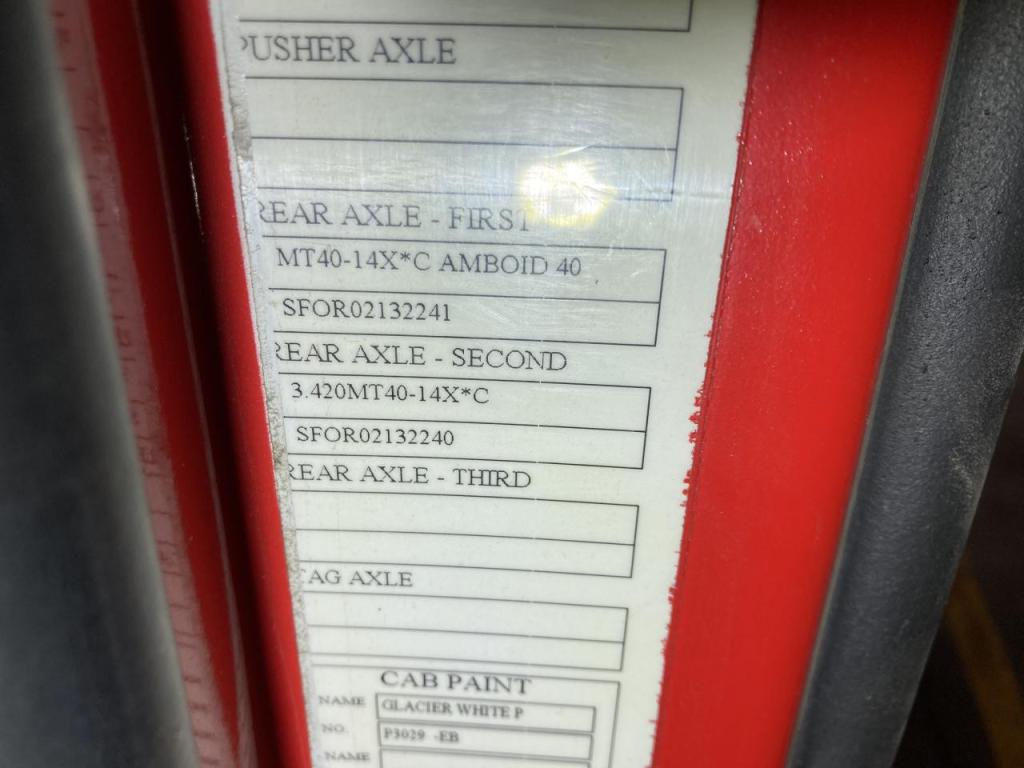 PUSHER AXLE
REAR AXLE - FIRST
MT40-14X*C AMBOID 40
SFOR02132241
REAR AXLE - SECOND
3.420MT40-14X*C
SFOR02132240
REAR AXLE - THIRD
TAG AXLE
CAB PAINT
NAME GLACIER WHITE P
NO. P3029 -EB
NAME